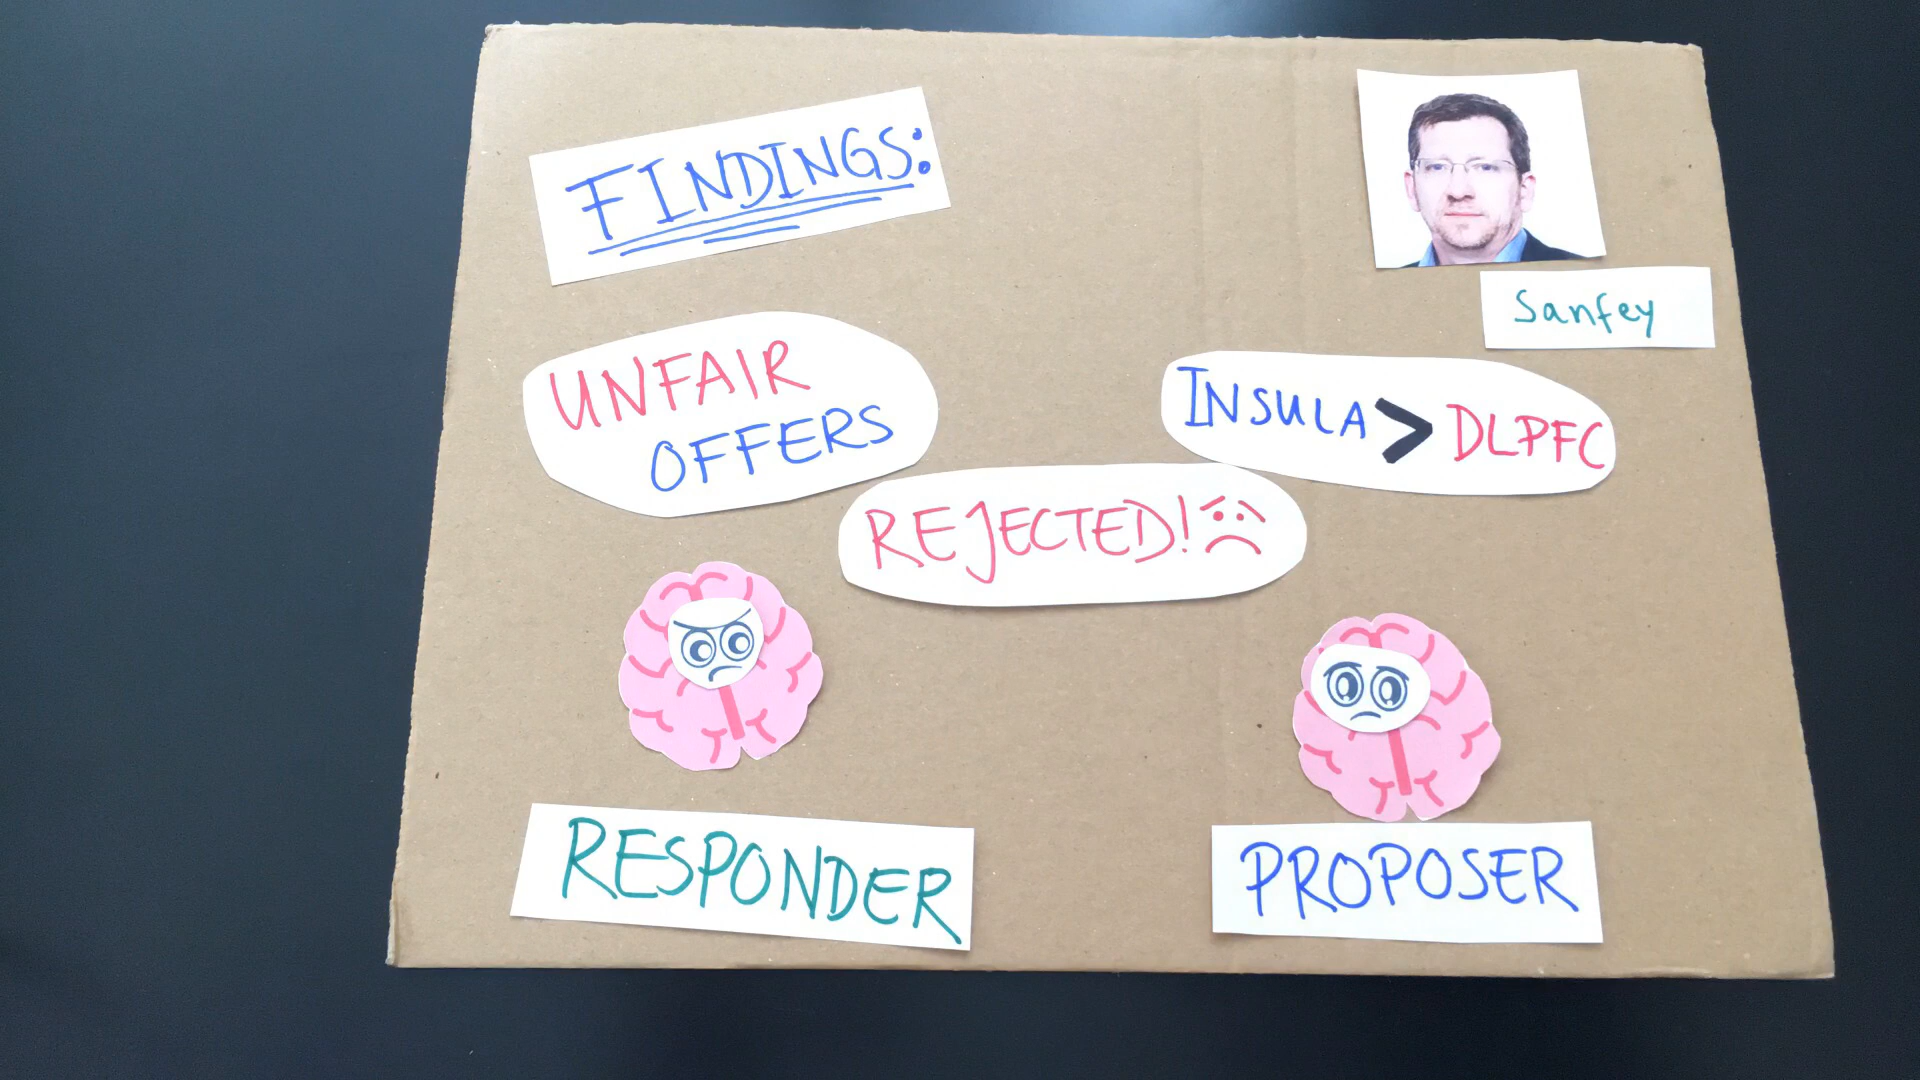 FINDINGS:
Sanfey
UNFAIR
OFFERS
INSULA > DLPFC
REJECTED!
RESPONDER
PROPOSER